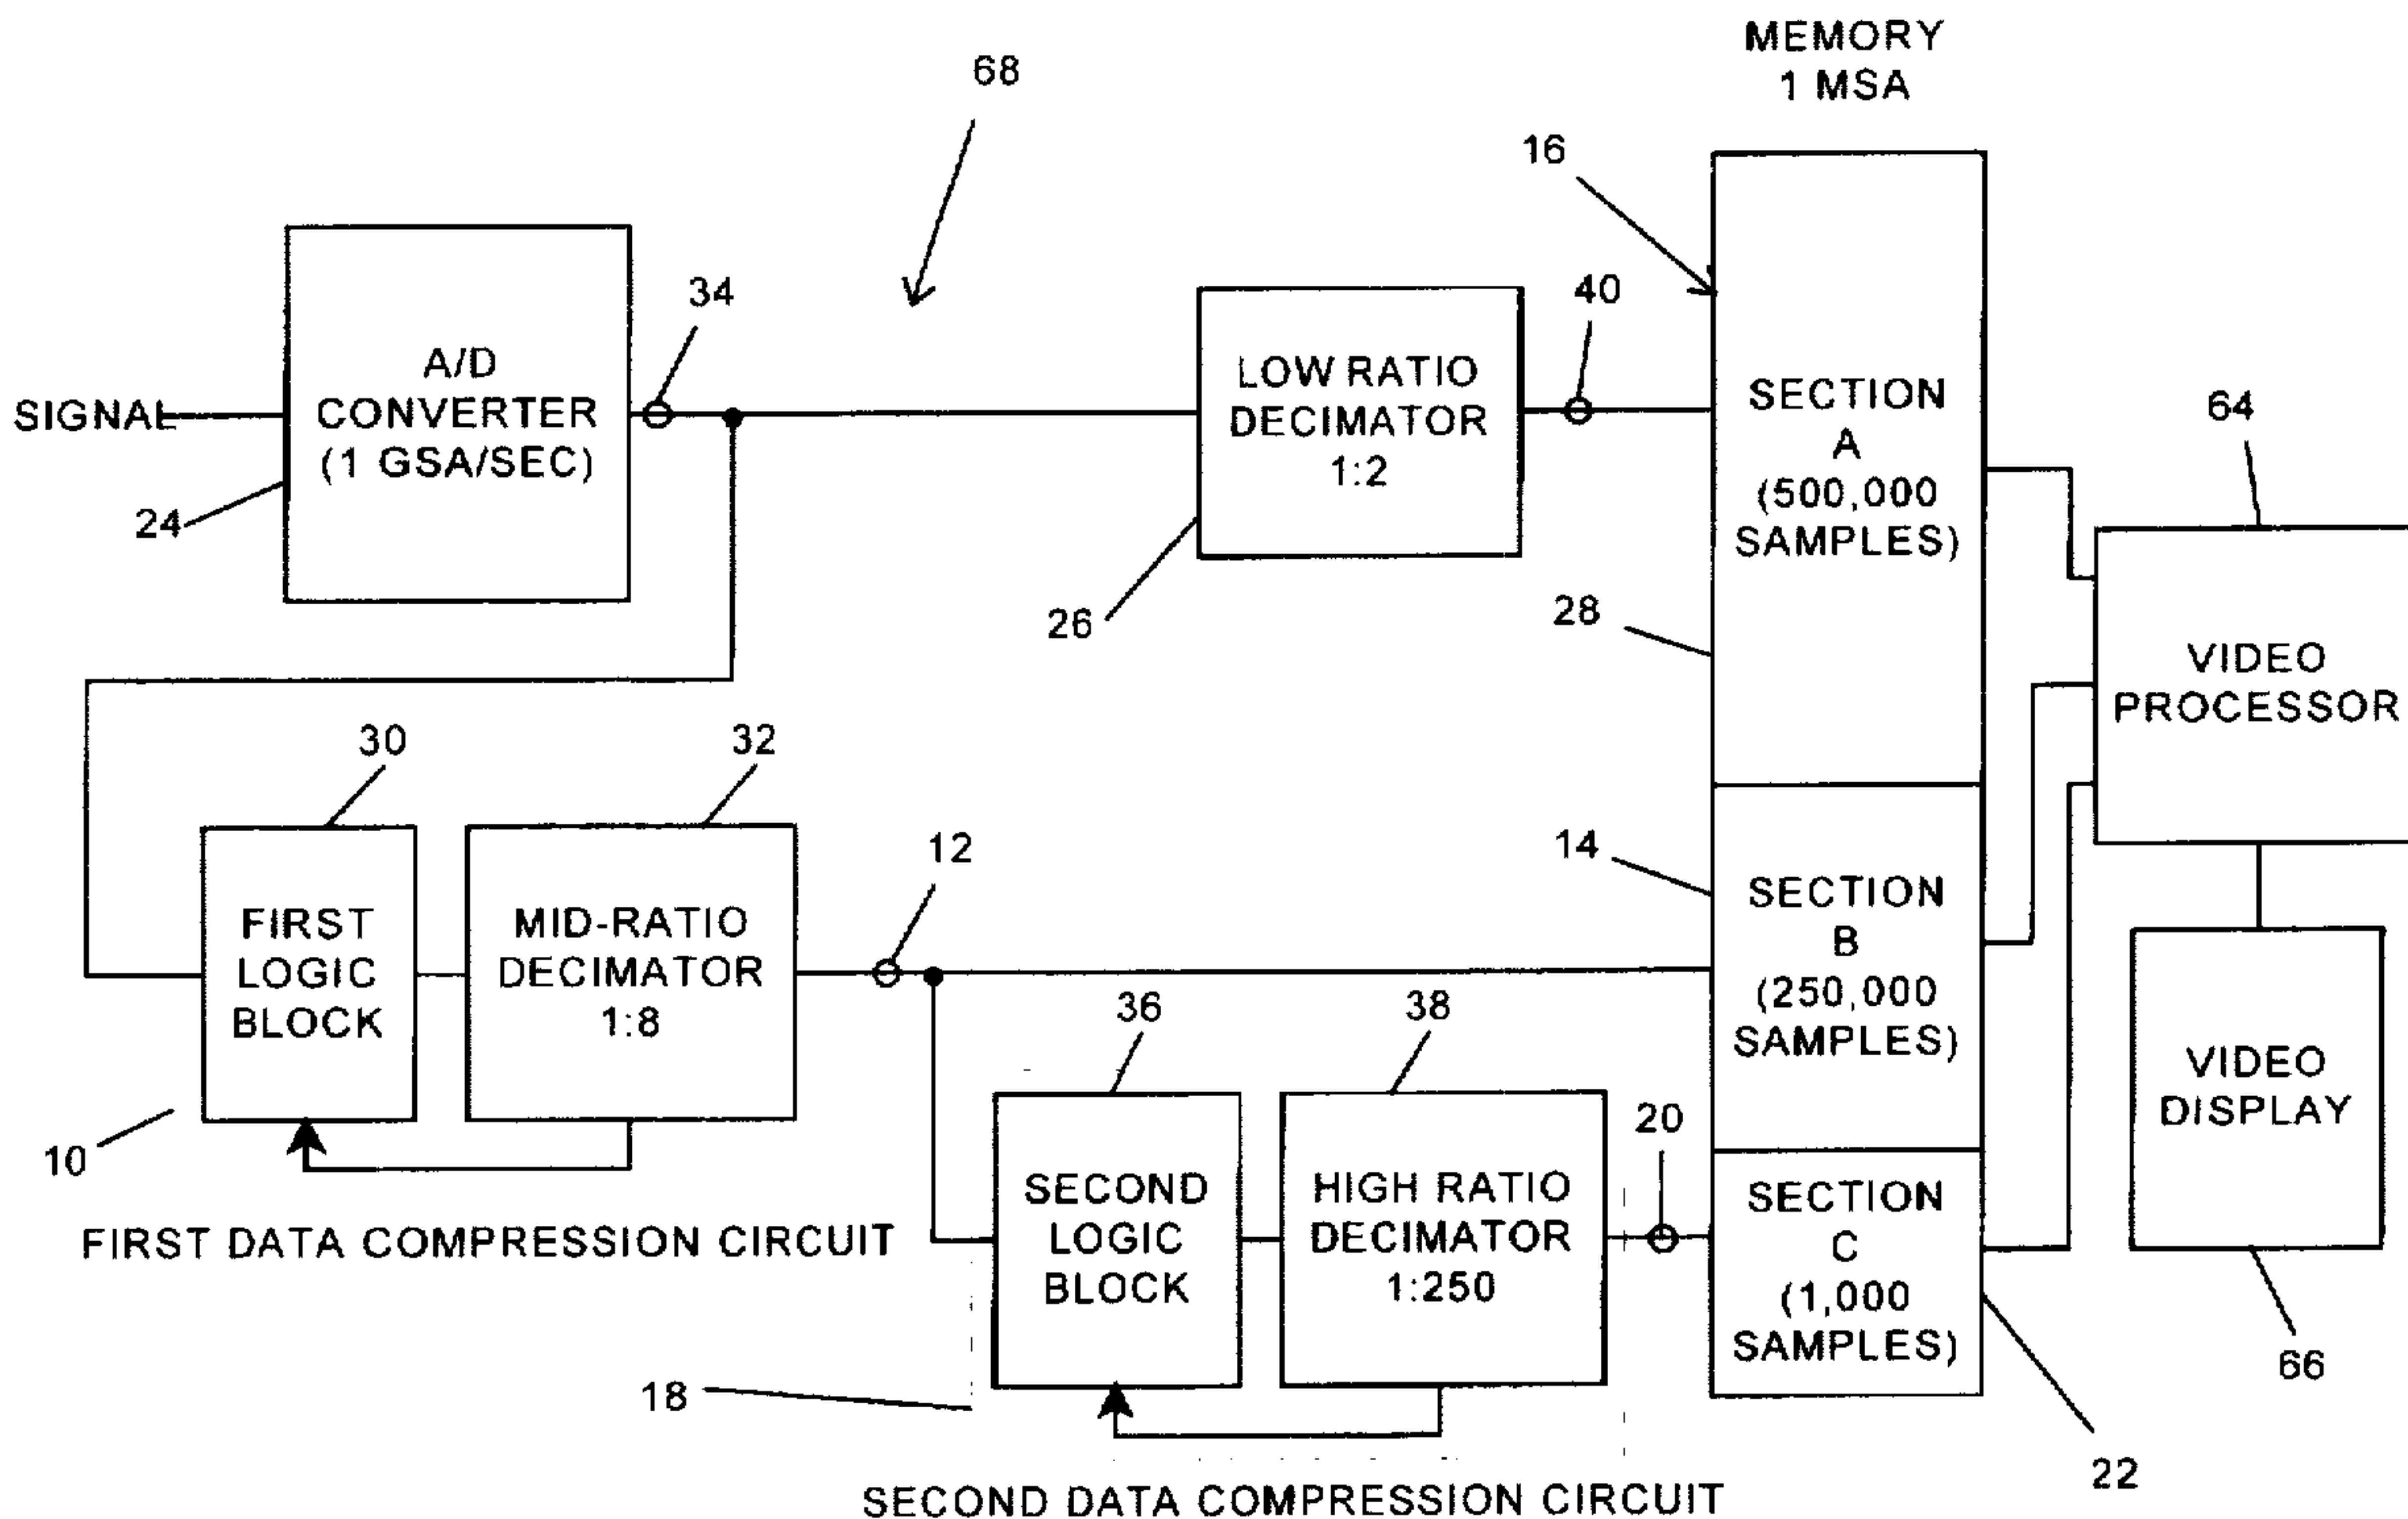 MEMORY
1 MSA
68
16
34
40
SIGNAL
A/D
CONVERTER
(1 GSA/SEC)
24
LOW RATIO
DECIMATOR
1:2
26
SECTION
A
(500,000
SAMPLES)
28
64
VIDEO
PROCESSOR
30
32
12
14
FIRST
LOGIC
BLOCK
MID-RATIO
DECIMATOR
1:8
SECTION
B
(250,000
SAMPLES)
36
38
20
VIDEO
DISPLAY
10
FIRST DATA COMPRESSION CIRCUIT
SECOND
LOGIC
BLOCK
HIGH RATIO
DECIMATOR
1:250
SECTION
C
(1,000
SAMPLES)
18
66
22
SECOND DATA COMPRESSION CIRCUIT